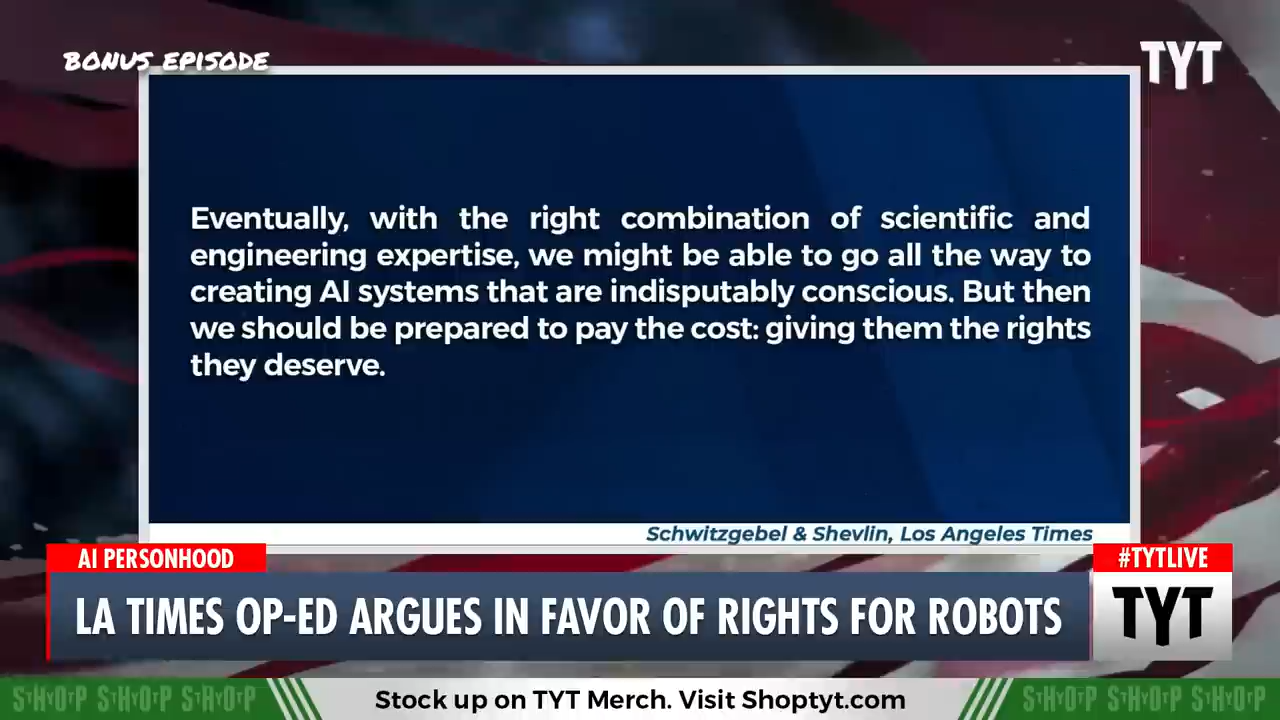 BONUS EPISODE
TYT
Eventually, with the right combination of scientific and
engineering expertise, we might be able to go all the way to
creating AI systems that are indisputably conscious. But then
we should be prepared to pay the cost: giving them the rights
they deserve.
Schwitzgebel & Shevlin, Los Angeles Times
AI PERSONHOOD
#TYTLIVE
LA TIMES OP-ED ARGUES IN FAVOR OF RIGHTS FOR ROBOTS
TYT
Stock up on TYT Merch. Visit Shoptyt.com